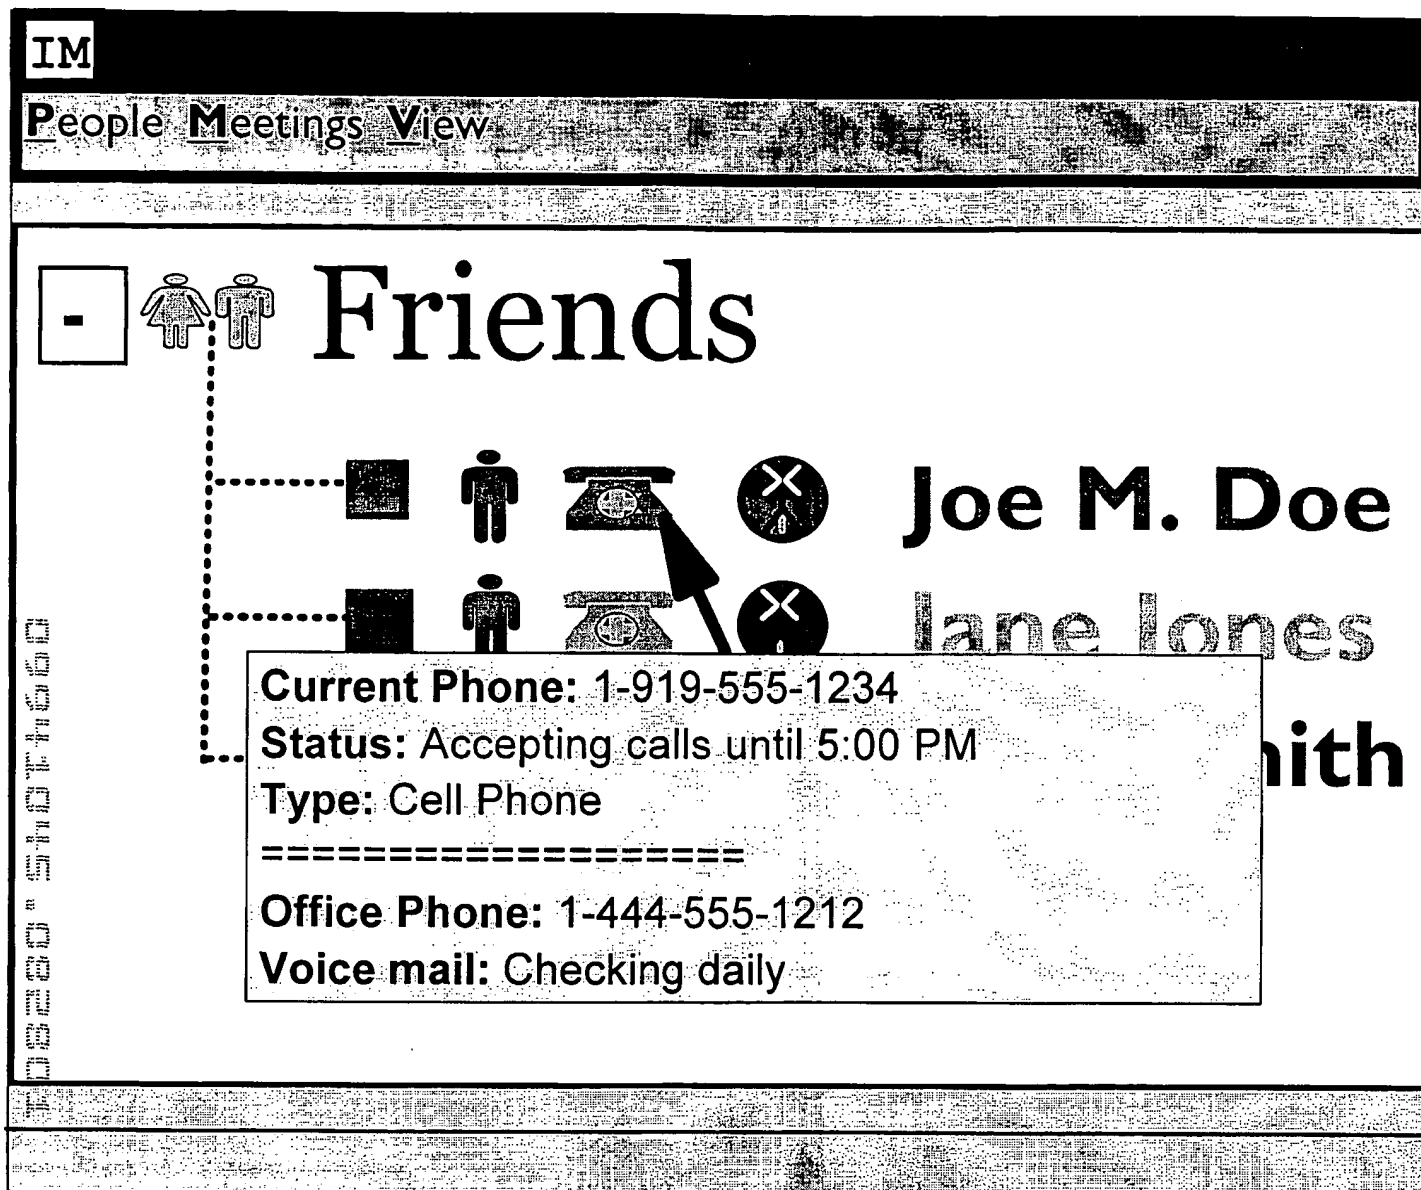 IM
People Meetings View
- Friends
Joe M. Doe
Jane Jones
Current Phone: 1-919-555-1234
Status: Accepting calls until 5:00 PM
Type: Cell Phone
===================
Office Phone: 1-444-555-1212
Voice mail: Checking daily